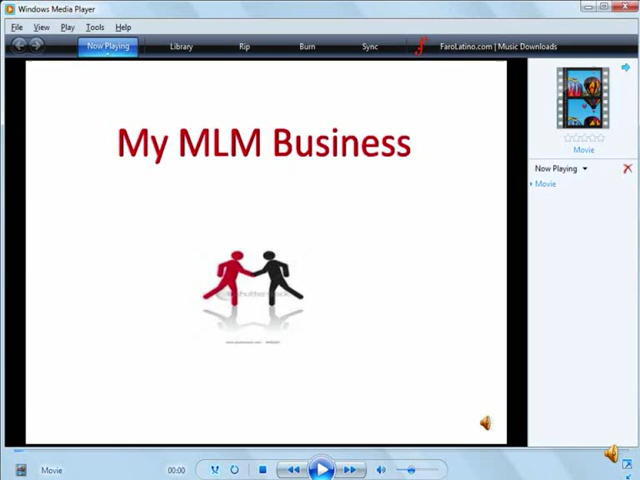 Windows Media Player
File View Play Tools Help
Now Playing Library Rip Burn Sync FaroLatino.com | Music Downloads
My MLM Business
Movie
Now Playing
Movie
Movie 00:00